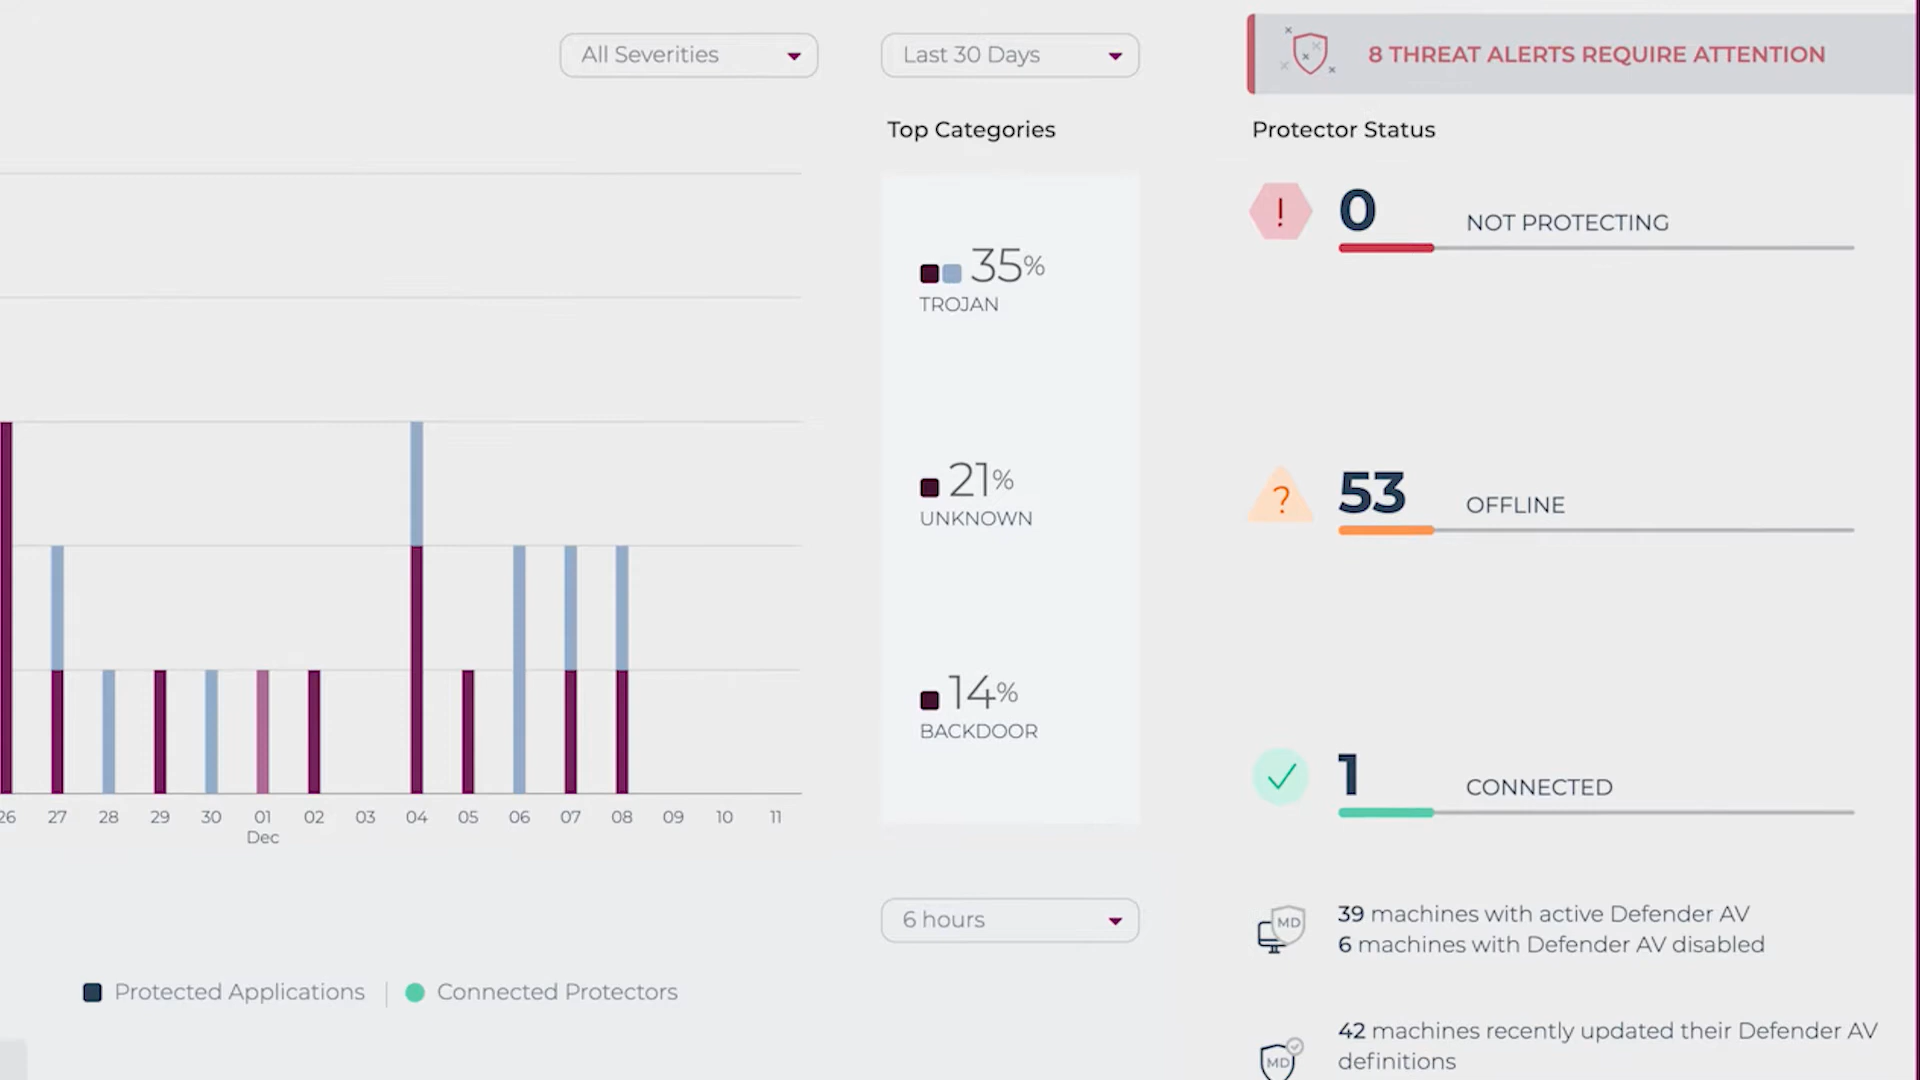 All Severities
Last 30 Days
8 THREAT ALERTS REQUIRE ATTENTION
Top Categories
Protector Status
35%
TROJAN
21%
UNKNOWN
14%
BACKDOOR
!
0
NOT PROTECTING
?
53
OFFLINE
1
CONNECTED
26 27 28 29 30 01 02 03 04 05 06 07 08 09 10 11
Dec
6 hours
Protected Applications
Connected Protectors
MD
39 machines with active Defender AV
6 machines with Defender AV disabled
MD
42 machines recently updated their Defender AV
definitions